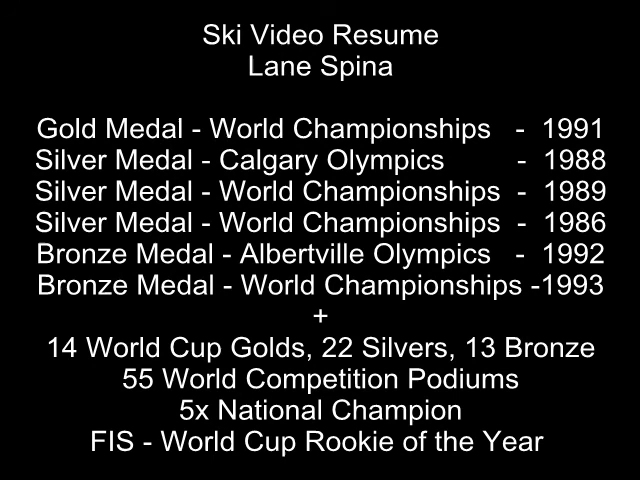 Ski Video Resume
Lane Spina
Gold Medal - World Championships - 1991
Silver Medal - Calgary Olympics - 1988
Silver Medal - World Championships - 1989
Silver Medal - World Championships - 1986
Bronze Medal - Albertville Olympics - 1992
Bronze Medal - World Championships -1993
+
14 World Cup Golds, 22 Silvers, 13 Bronze
55 World Competition Podiums
5x National Champion
FIS - World Cup Rookie of the Year